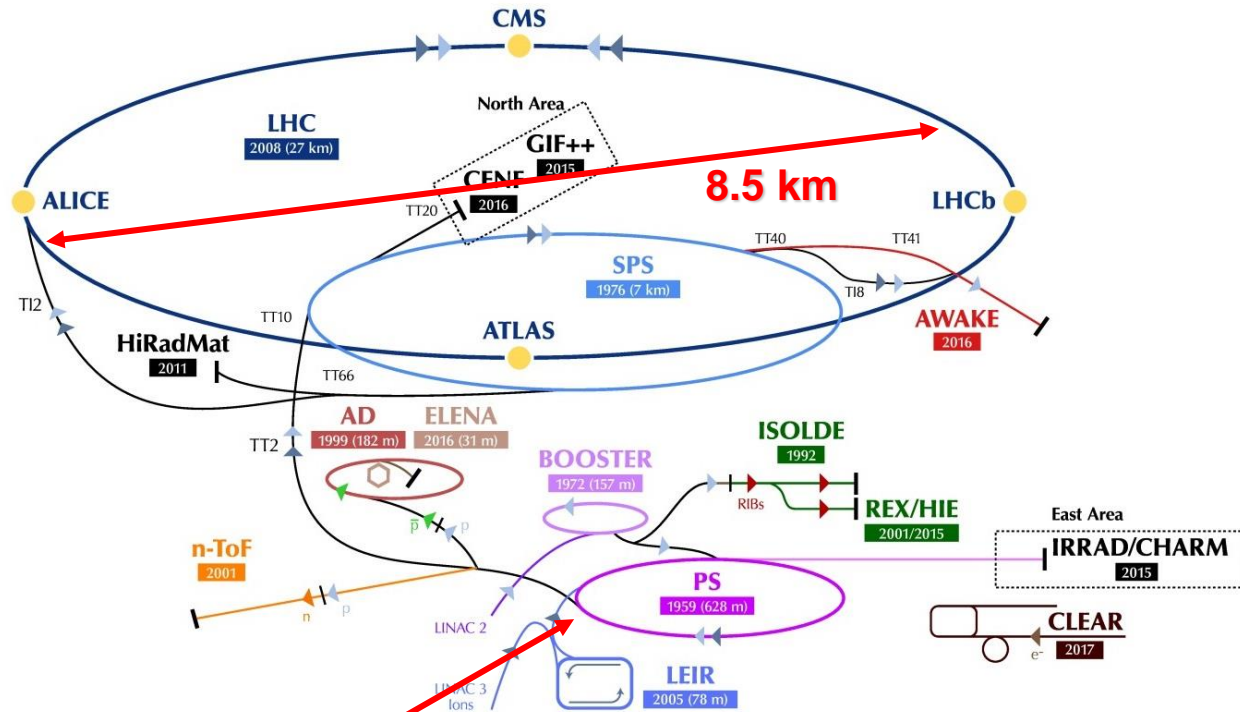 CMS
North Area
LHC
2008 (27 km)
GIF++
2015
CENF
2016
8.5 km
ALICE
LHCb
TT20
TT40
TT41
SPS
1976 (7 km)
TI2
TI8
TT10
ATLAS
AWAKE
2016
HiRadMat
2011
TT66
AD
1999 (182 m)
ELENA
2016 (31 m)
TT2
ISOLDE
1992
BOOSTER
1972 (157 m)
RIBs
REX/HIE
2001/2015
East Area
p̅
p
n-ToF
2001
IRRAD/CHARM
2015
PS
1959 (628 m)
n
p
LINAC 2
CLEAR
2017
e-
LEIR
2005 (78 m)
LINAC 3
Ions